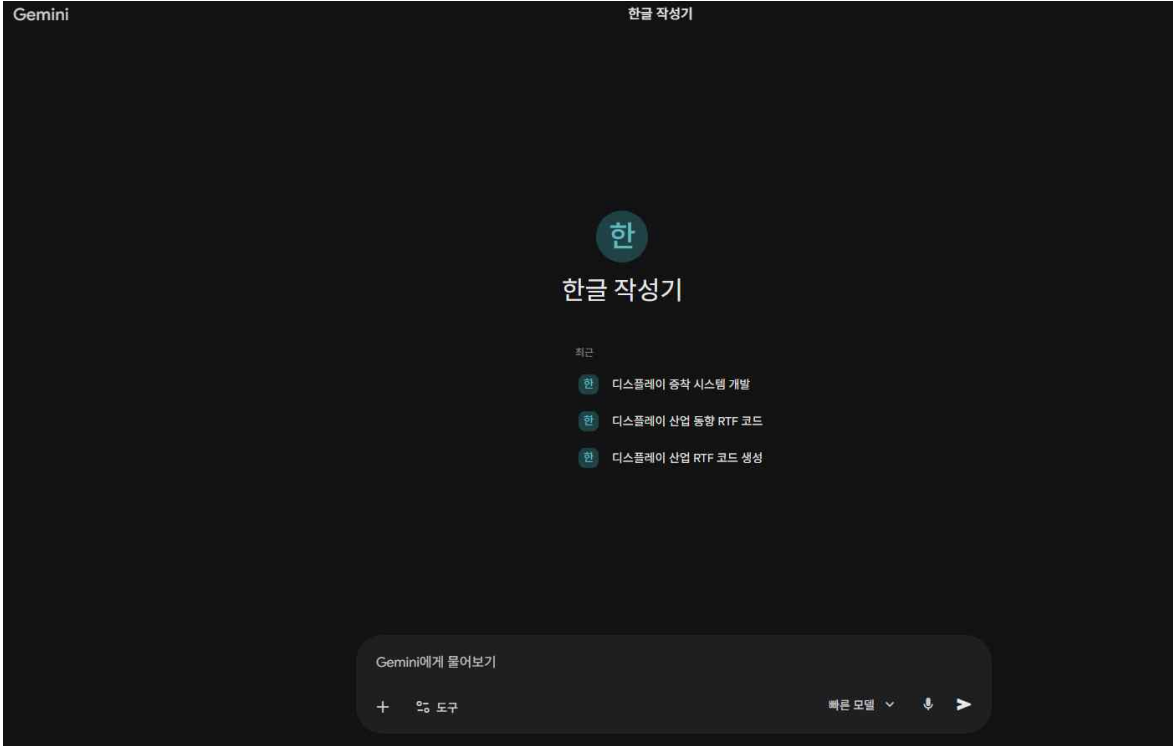 Gemini
한글 작성기
한
한글 작성기
최근
한 디스플레이 증착 시스템 개발
한 디스플레이 산업 동향 RTF 코드
한 디스플레이 산업 RTF 코드 생성
Gemini에게 물어보기
도구
빠른 모델